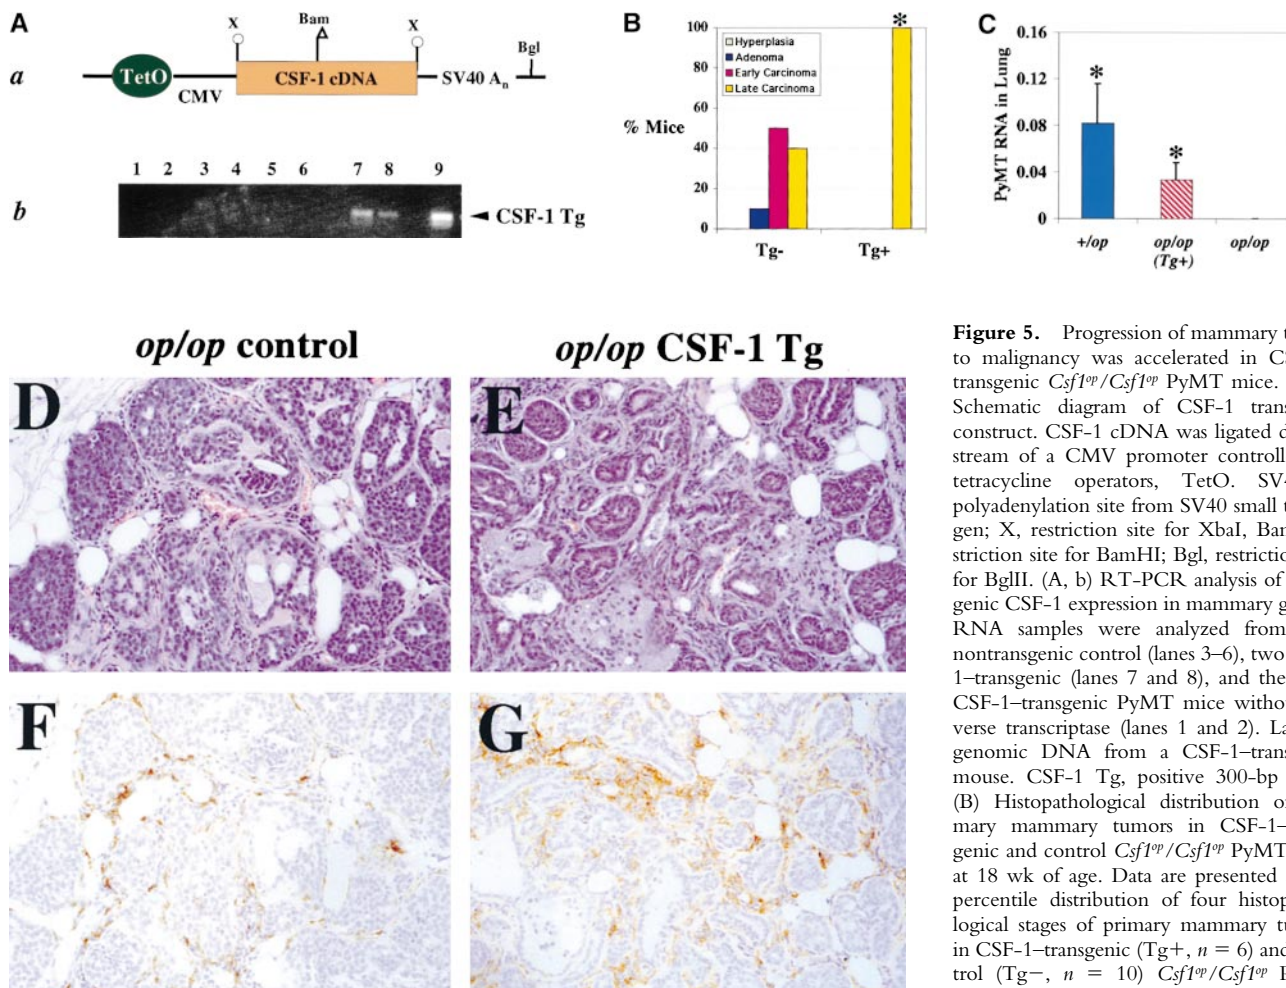 A
a
X
Bam
X
Bgl
TetO
CMV
CSF-1 cDNA
SV40 An
1 2 3 4 5 6 7 8 9
b
CSF-1 Tg
B
100
80
60
40
20
0
% Mice
Hyperplasia
Adenoma
Early Carcinoma
Late Carcinoma
*
Tg-
Tg+
C
PyMT RNA in Lung
0.16
0.12
0.08
0.04
0
*
*
+/op
op/op
(Tg+)
op/op
op/op control
op/op CSF-1 Tg
D
E
F
G
Figure 5. Progression of mammary t
to malignancy was accelerated in CS
transgenic Csf1op/Csf1op PyMT mice.
Schematic diagram of CSF-1 trans
construct. CSF-1 cDNA was ligated d
stream of a CMV promoter controll
tetracycline operators, TetO. SV4
polyadenylation site from SV40 small t
gen; X, restriction site for XbaI, Bam
striction site for BamHI; Bgl, restriction
for BglII. (A, b) RT-PCR analysis of
genic CSF-1 expression in mammary g
RNA samples were analyzed from
nontransgenic control (lanes 3–6), two
1–transgenic (lanes 7 and 8), and the
CSF-1–transgenic PyMT mice witho
verse transcriptase (lanes 1 and 2). La
genomic DNA from a CSF-1–trans
mouse. CSF-1 Tg, positive 300-bp
(B) Histopathological distribution o
mary mammary tumors in CSF-1–
genic and control Csf1op/Csf1op PyMT
at 18 wk of age. Data are presented
percentile distribution of four histop
logical stages of primary mammary tu
in CSF-1–transgenic (Tg+, n = 6) and
trol (Tg−, n = 10) Csf1op/Csf1op P